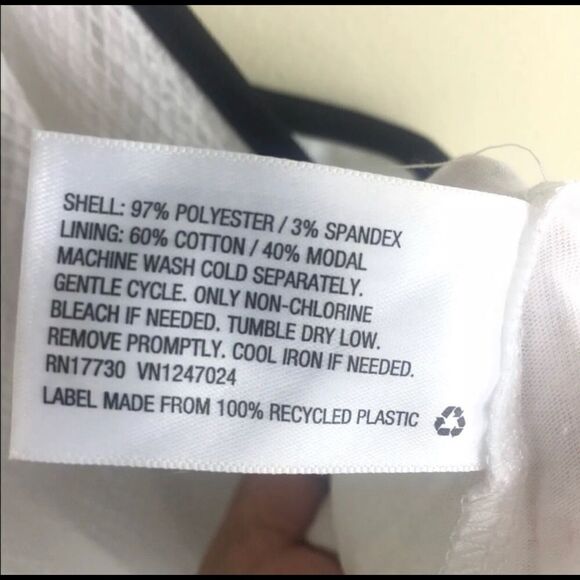 SHELL: 97% POLYESTER / 3% SPANDEX
LINING: 60% COTTON / 40% MODAL
MACHINE WASH COLD SEPARATELY.
GENTLE CYCLE. ONLY NON-CHLORINE
BLEACH IF NEEDED. TUMBLE DRY LOW.
REMOVE PROMPTLY. COOL IRON IF NEEDED.
RN17730 VN1247024
LABEL MADE FROM 100% RECYCLED PLASTIC